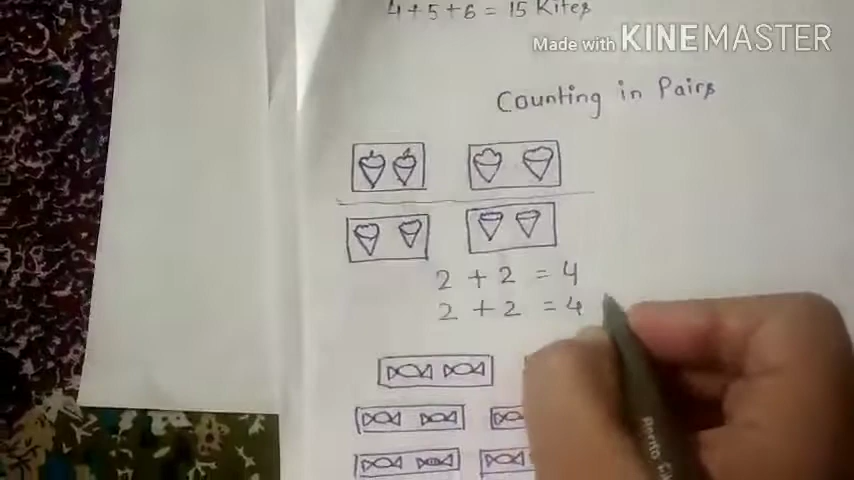 4+5+6 = 15 Kites
Made with KINEMASTER
Counting in Pairs
2 + 2 = 4
2 + 2 = 4